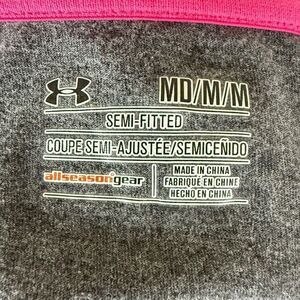 MD/M/M
SEMI-FITTED
COUPE SEMI-AJUSTÉE/SEMICEÑIDO
allseasongear
MADE IN CHINA
FABRIQUÉ EN CHINE
HECHO EN CHINA